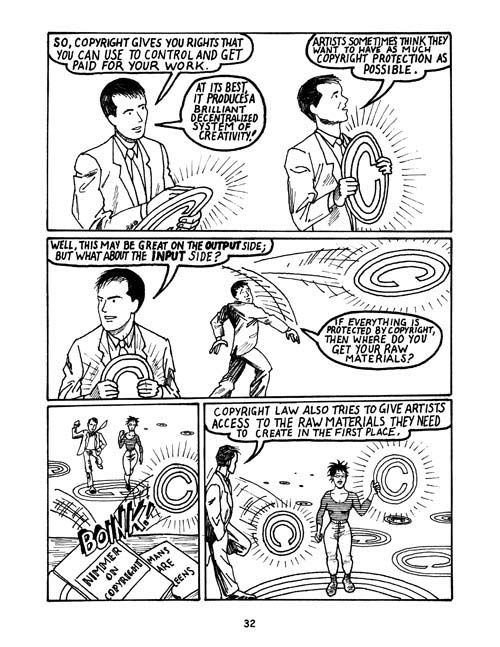 SO, COPYRIGHT GIVES YOU RIGHTS THAT
YOU CAN USE TO CONTROL AND GET
PAID FOR YOUR WORK.
AT ITS BEST,
IT PRODUCES A
BRILLIANT
DECENTRALIZED
SYSTEM OF
CREATIVITY!
ARTISTS SOMETIMES THINK THEY
WANT TO HAVE AS MUCH
COPYRIGHT PROTECTION AS
POSSIBLE.
C
WELL, THIS MAY BE GREAT ON THE OUTPUT SIDE;
BUT WHAT ABOUT THE INPUT SIDE?
C
IF EVERYTHING IS
PROTECTED BY COPYRIGHT,
THEN WHERE DO YOU
GET YOUR RAW
MATERIALS?
BOINK!
NIMMER
ON
COPYRIGHT
MANS
ARE
EENS
COPYRIGHT LAW ALSO TRIES TO GIVE ARTISTS
ACCESS TO THE RAW MATERIALS THEY NEED
TO CREATE IN THE FIRST PLACE.
C
C
32